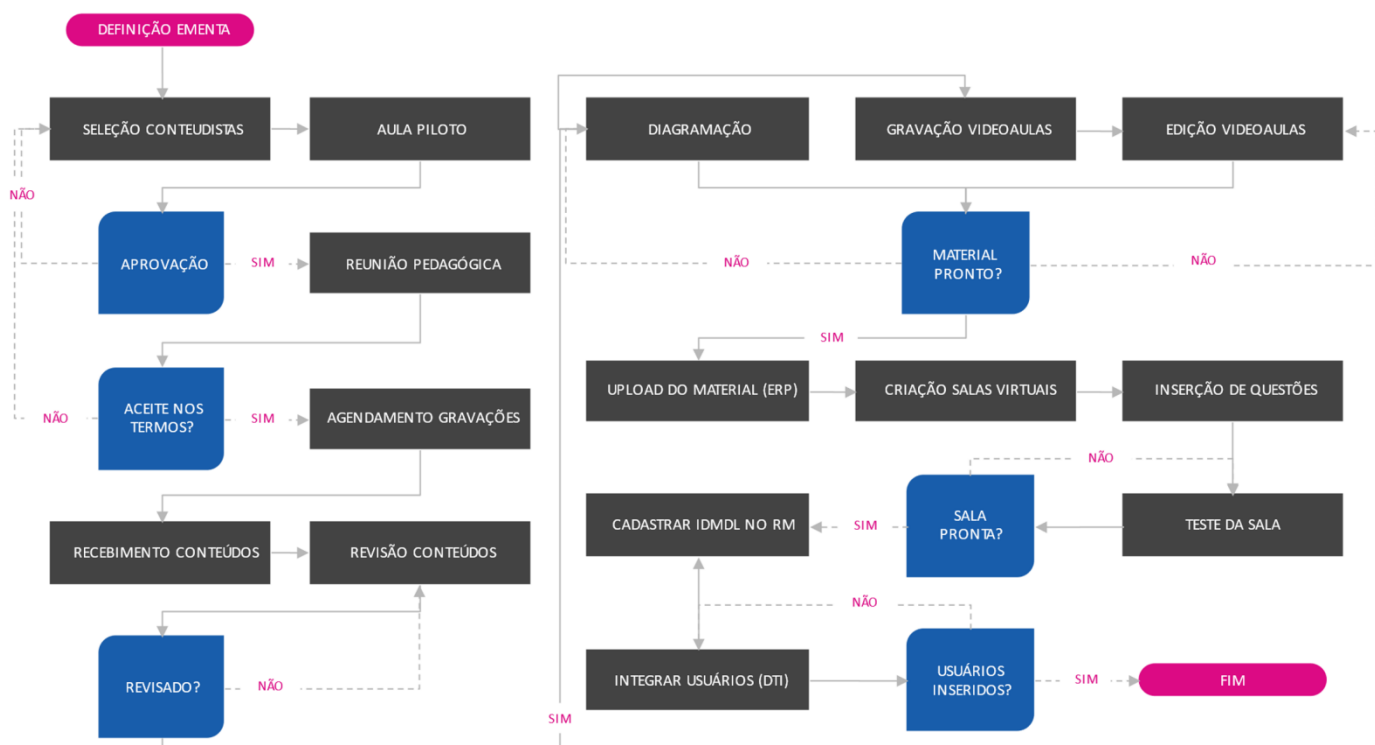 DEFINIÇÃO EMENTA
SELEÇÃO CONTEUDISTAS
AULA PILOTO
NÃO
APROVAÇÃO
SIM
REUNIÃO PEDAGÓGICA
NÃO
ACEITE NOS
TERMOS?
SIM
AGENDAMENTO GRAVAÇÕES
RECEBIMENTO CONTEÚDOS
REVISÃO CONTEÚDOS
REVISADO?
NÃO
SIM
DIAGRAMAÇÃO
GRAVAÇÃO VIDEOAULAS
EDIÇÃO VIDEOAULAS
NÃO
MATERIAL
PRONTO?
NÃO
SIM
UPLOAD DO MATERIAL (ERP)
CRIAÇÃO SALAS VIRTUAIS
INSERÇÃO DE QUESTÕES
NÃO
CADASTRAR IDMDL NO RM
SIM
SALA
PRONTA?
TESTE DA SALA
NÃO
INTEGRAR USUÁRIOS (DTI)
USUÁRIOS
INSERIDOS?
SIM
FIM